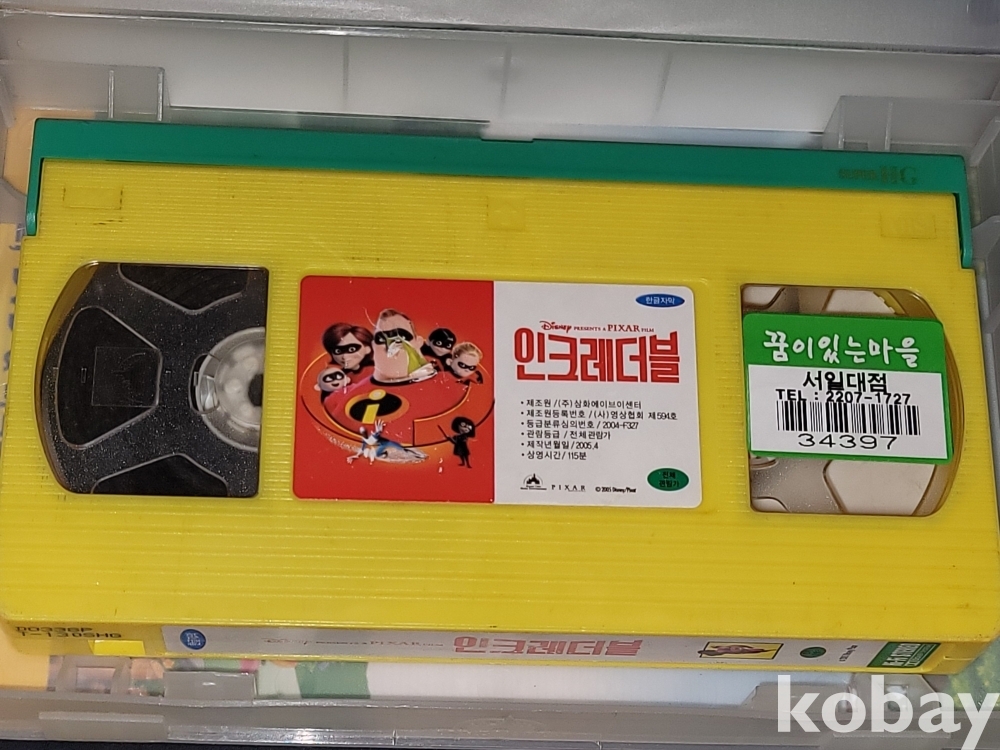 HG
한글자막
DISNEY PRESENTS A PIXAR FILM
인크레더블
• 제조원 / (주)상화에이브이센터
• 제조원등록번호 / (사)영상협회 제594호
• 등급분류심의번호 / 2004-F327
• 관람등급 / 전체관람가
• 제작년월일 / 2005.4
• 상영시간 / 115분
PIXAR
© 2005 Disney/Pixar
전체
관람가
꿈이있는마을
서일대점
TEL : 2207-1727
34397
T-130SHG
PIXAR
인크레더블
kobay